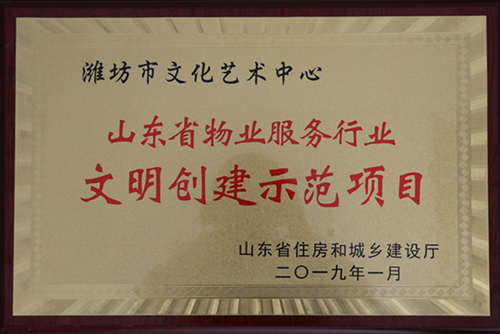 潍坊市文化艺术中心
山东省物业服务行业
文明创建示范项目
山东省住房和城乡建设厅
二〇一九年一月